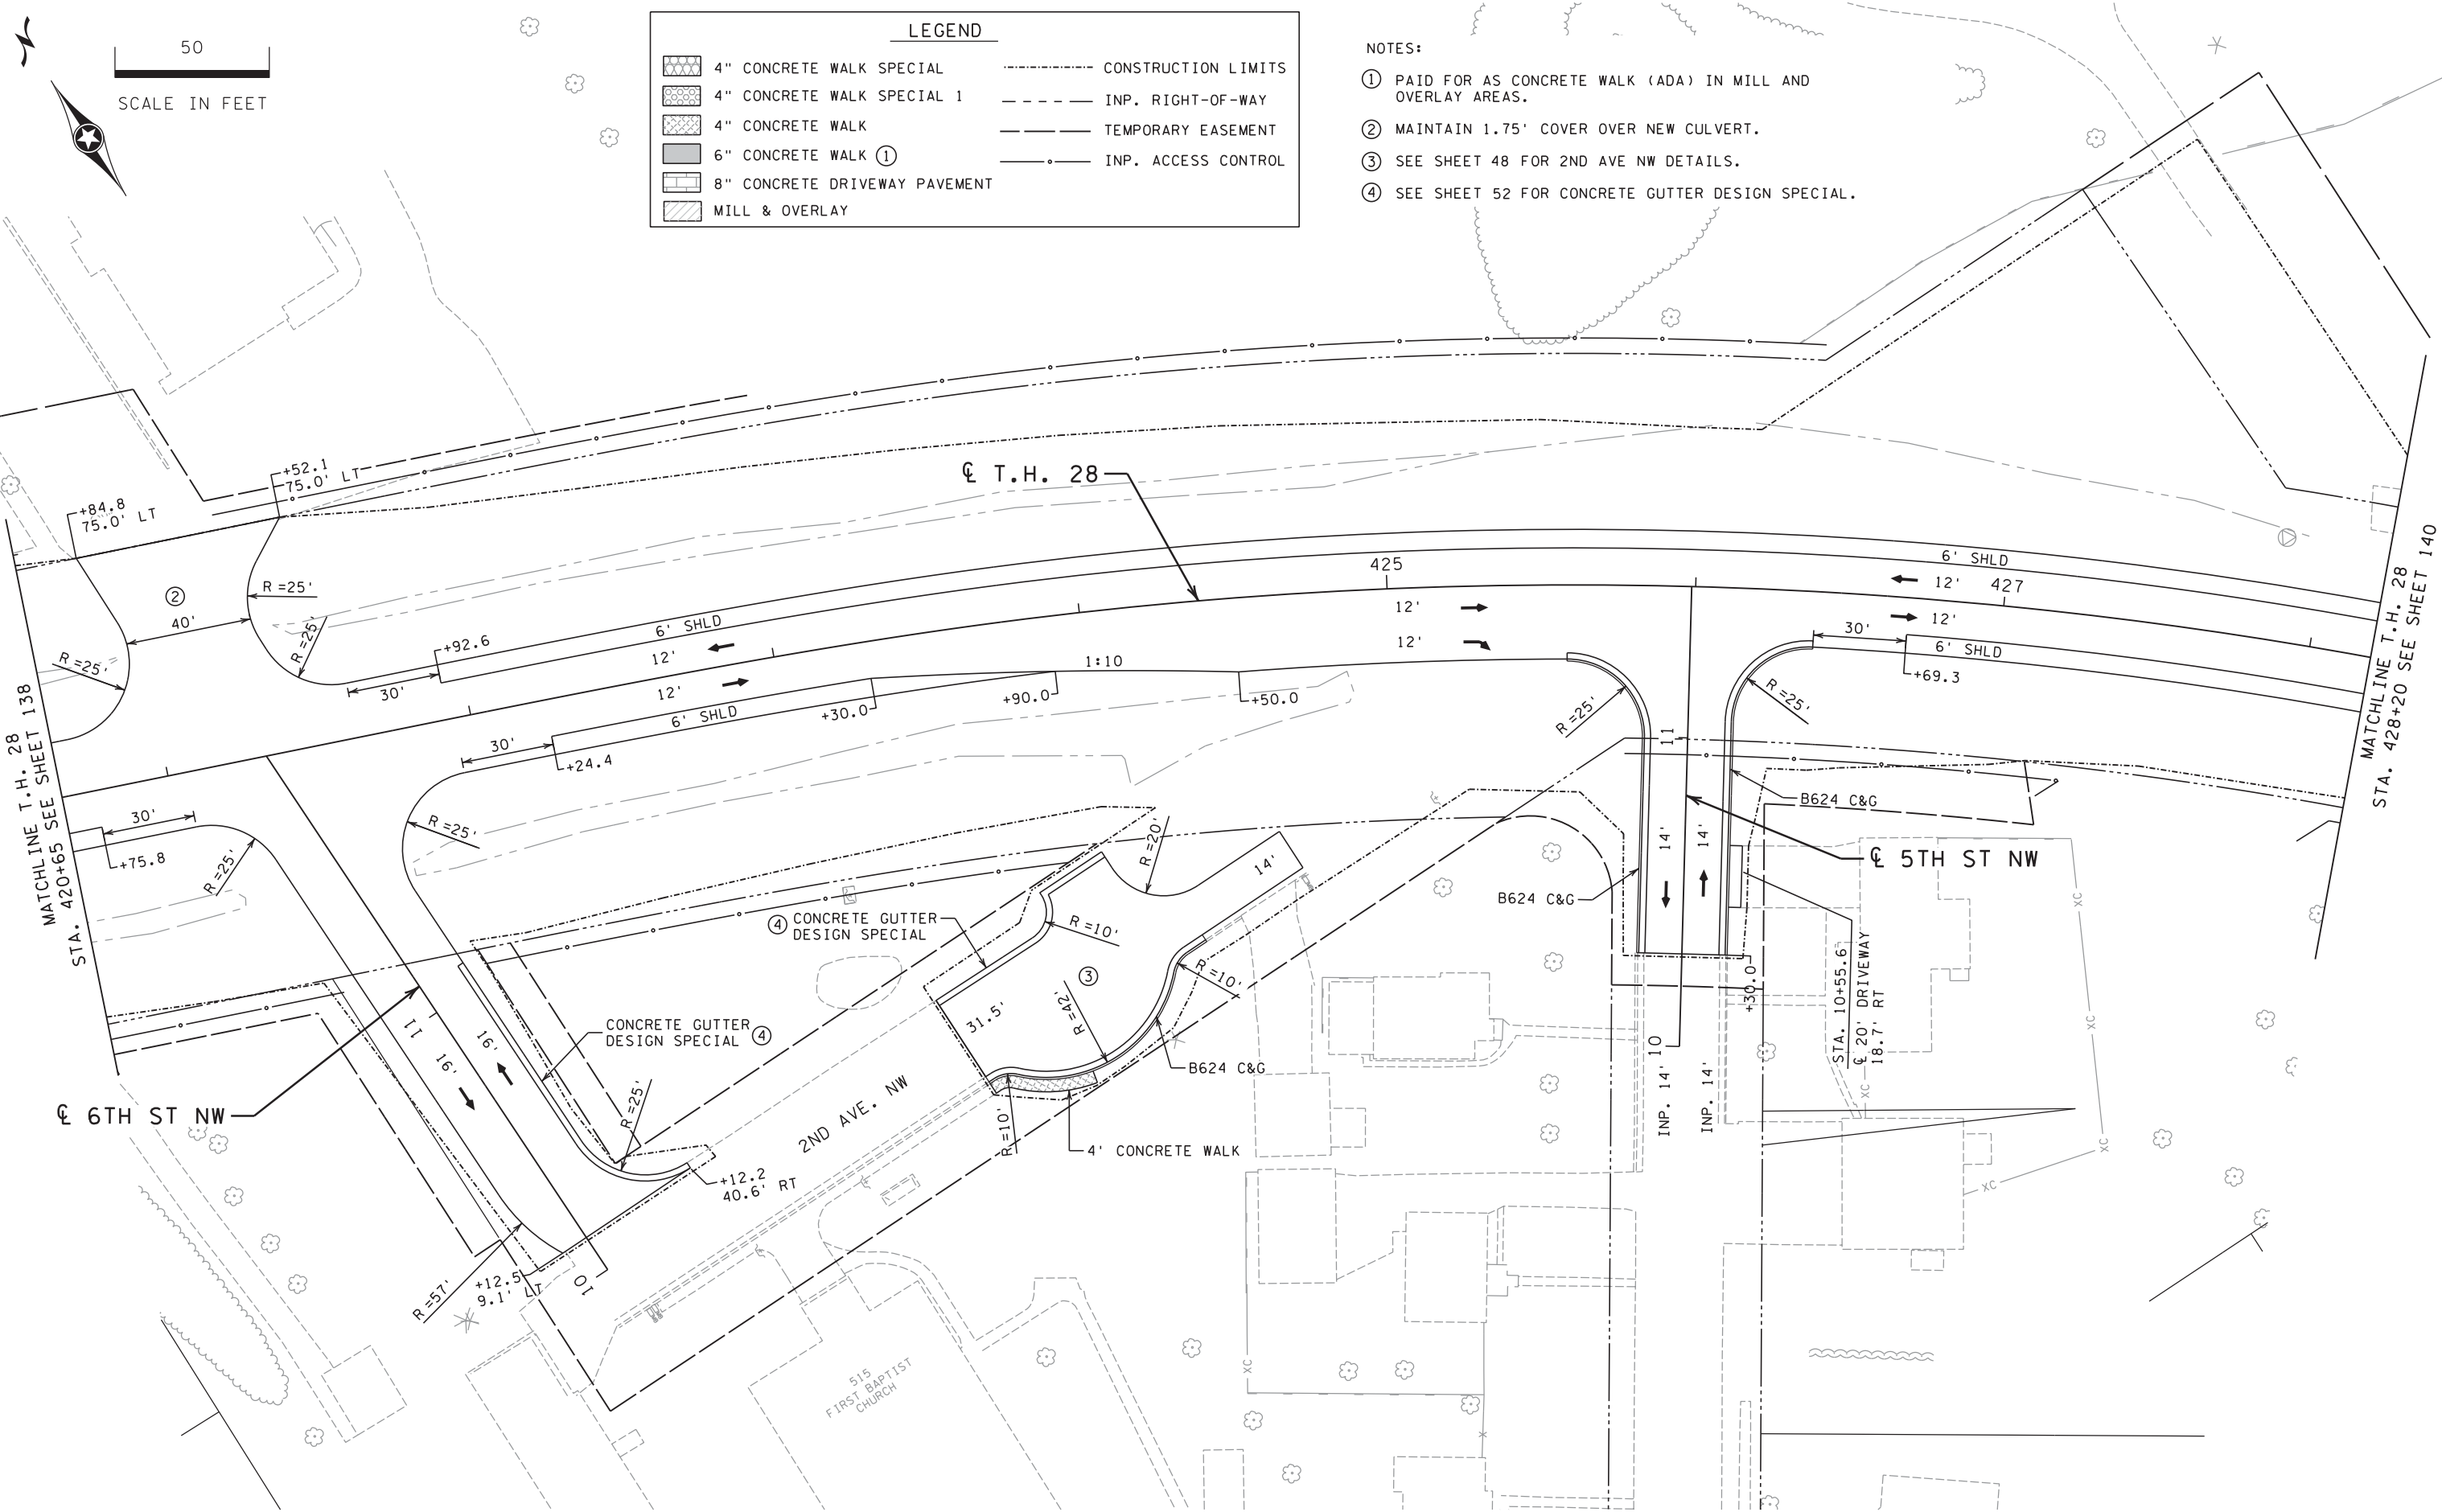 50
SCALE IN FEET
LEGEND
4" CONCRETE WALK SPECIAL
4" CONCRETE WALK SPECIAL 1
4" CONCRETE WALK
6" CONCRETE WALK ①
8" CONCRETE DRIVEWAY PAVEMENT
MILL & OVERLAY
CONSTRUCTION LIMITS
INP. RIGHT-OF-WAY
TEMPORARY EASEMENT
INP. ACCESS CONTROL
NOTES:
① PAID FOR AS CONCRETE WALK (ADA) IN MILL AND
OVERLAY AREAS.
② MAINTAIN 1.75' COVER OVER NEW CULVERT.
③ SEE SHEET 48 FOR 2ND AVE NW DETAILS.
④ SEE SHEET 52 FOR CONCRETE GUTTER DESIGN SPECIAL.
+52.1
75.0' LT
+84.8
75.0' LT
℄ T.H. 28
425
427
6' SHLD
12'
12'
6' SHLD
②
40'
R=25'
R=25'
R=25'
+92.6
30'
6' SHLD
12'
12'
6' SHLD
30'
+24.4
+30.0
+90.0
1:10
+50.0
12'
12'
30'
+69.3
R=25'
R=25'
MATCHLINE T.H. 28
STA. 420+65 SEE SHEET 138
MATCHLINE T.H. 28
STA. 428+20 SEE SHEET 140
30'
+75.8
R=25'
R=25'
11
16'
16'
℄ 6TH ST NW
CONCRETE GUTTER
DESIGN SPECIAL ④
④ CONCRETE GUTTER
DESIGN SPECIAL
R=20'
14'
R=10'
③
R=10'
R=42'
31.5'
B624 C&G
R=10'
4' CONCRETE WALK
2ND AVE. NW
R=25'
+12.2
40.6' RT
R=57'
+12.5
9.1' LT
10
11
14'
14'
B624 C&G
B624 C&G
℄ 5TH ST NW
+30.0
10
INP. 14'
INP. 14'
STA. 10+55.6
℄ 20' DRIVEWAY
18.7' RT
XC
XC
XC
XC
XC
XC
X
515
FIRST BAPTIST
CHURCH